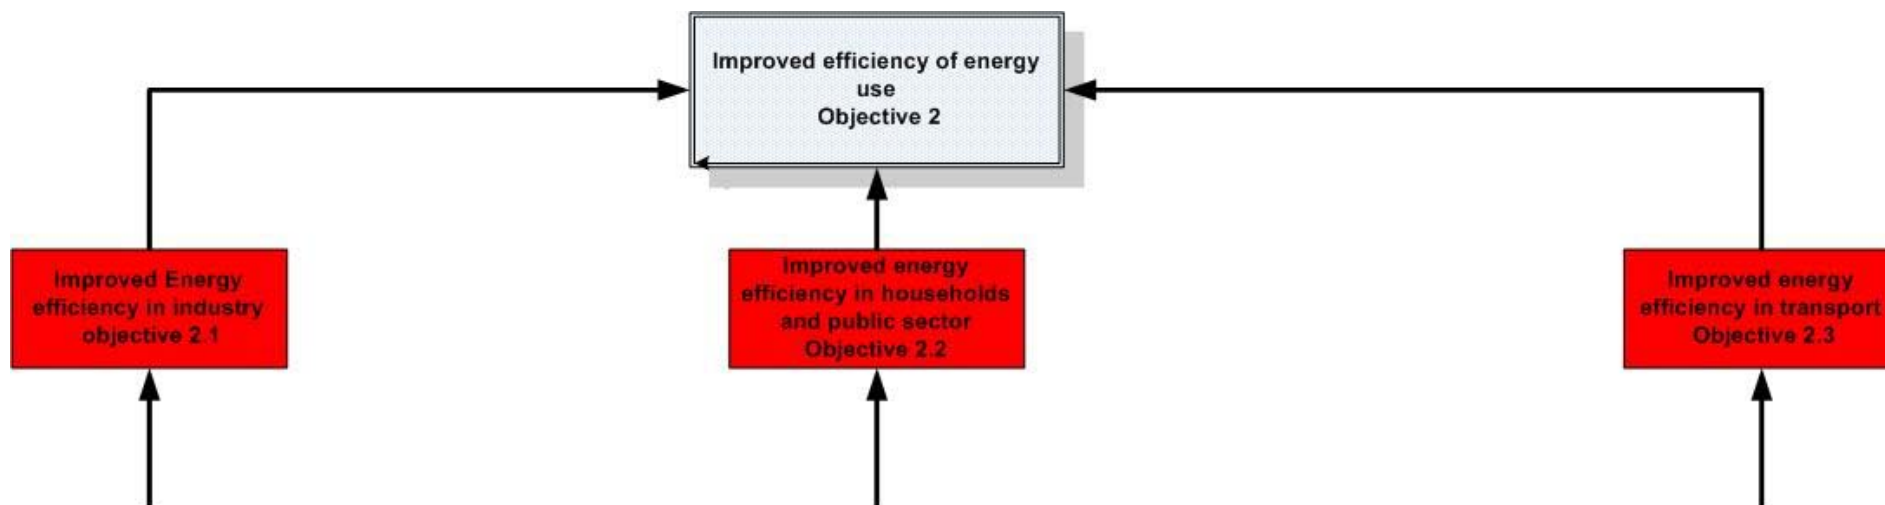 Improved efficiency of energy
use
Objective 2
Improved Energy
efficiency in industry
objective 2.1
Improved energy
efficiency in households
and public sector
Objective 2.2
Improved energy
efficiency in transport
Objective 2.3